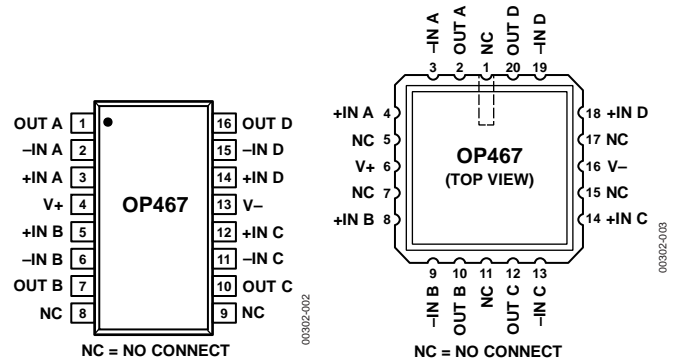 OUT A 1
–IN A 2
+IN A 3
V+ 4
+IN B 5
–IN B 6
OUT B 7
NC 8
OP467
16 OUT D
15 –IN D
14 +IN D
13 V–
12 +IN C
11 –IN C
10 OUT C
9 NC
NC = NO CONNECT
00302-002
–IN A
OUT A
NC
OUT D
–IN D
3 2 1 20 19
+IN A 4
NC 5
V+ 6
NC 7
+IN B 8
OP467
(TOP VIEW)
18 +IN D
17 NC
16 V–
15 NC
14 +IN C
9 10 11 12 13
–IN B
OUT B
NC
OUT C
–IN C
NC = NO CONNECT
00302-003